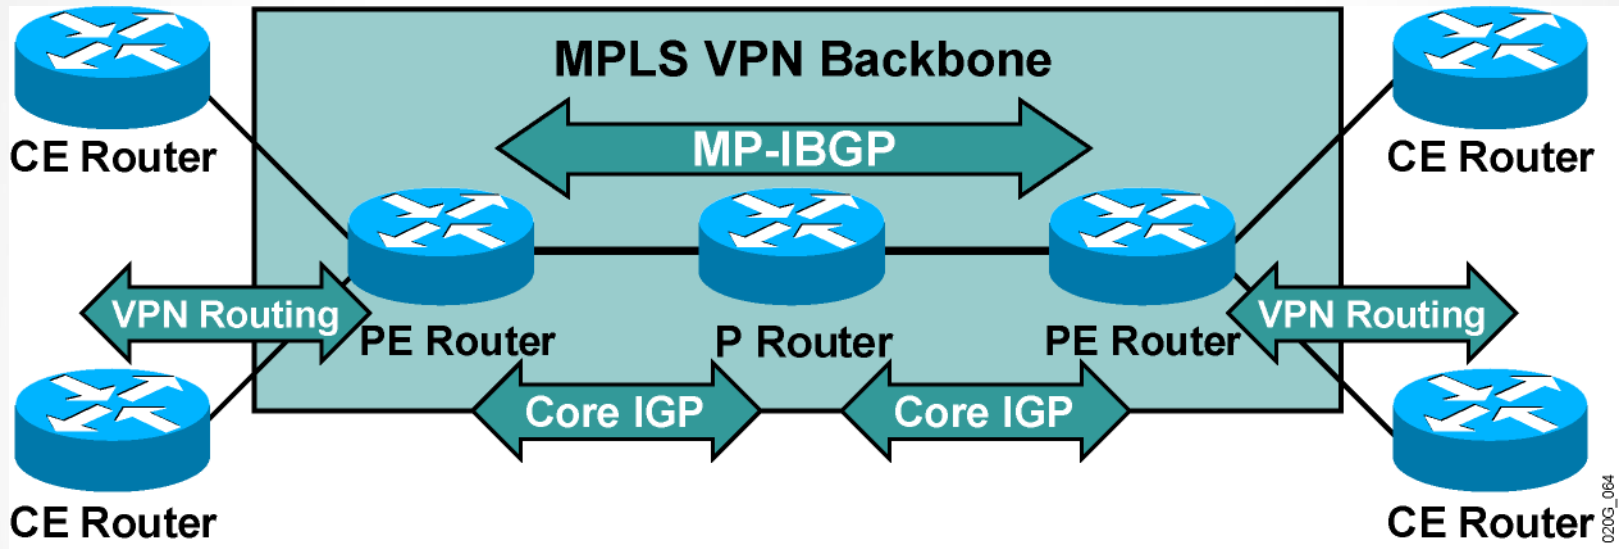 MPLS VPN Backbone
MP-IBGP
CE Router
CE Router
VPN Routing
VPN Routing
PE Router
P Router
PE Router
Core IGP
Core IGP
CE Router
CE Router
020G_064